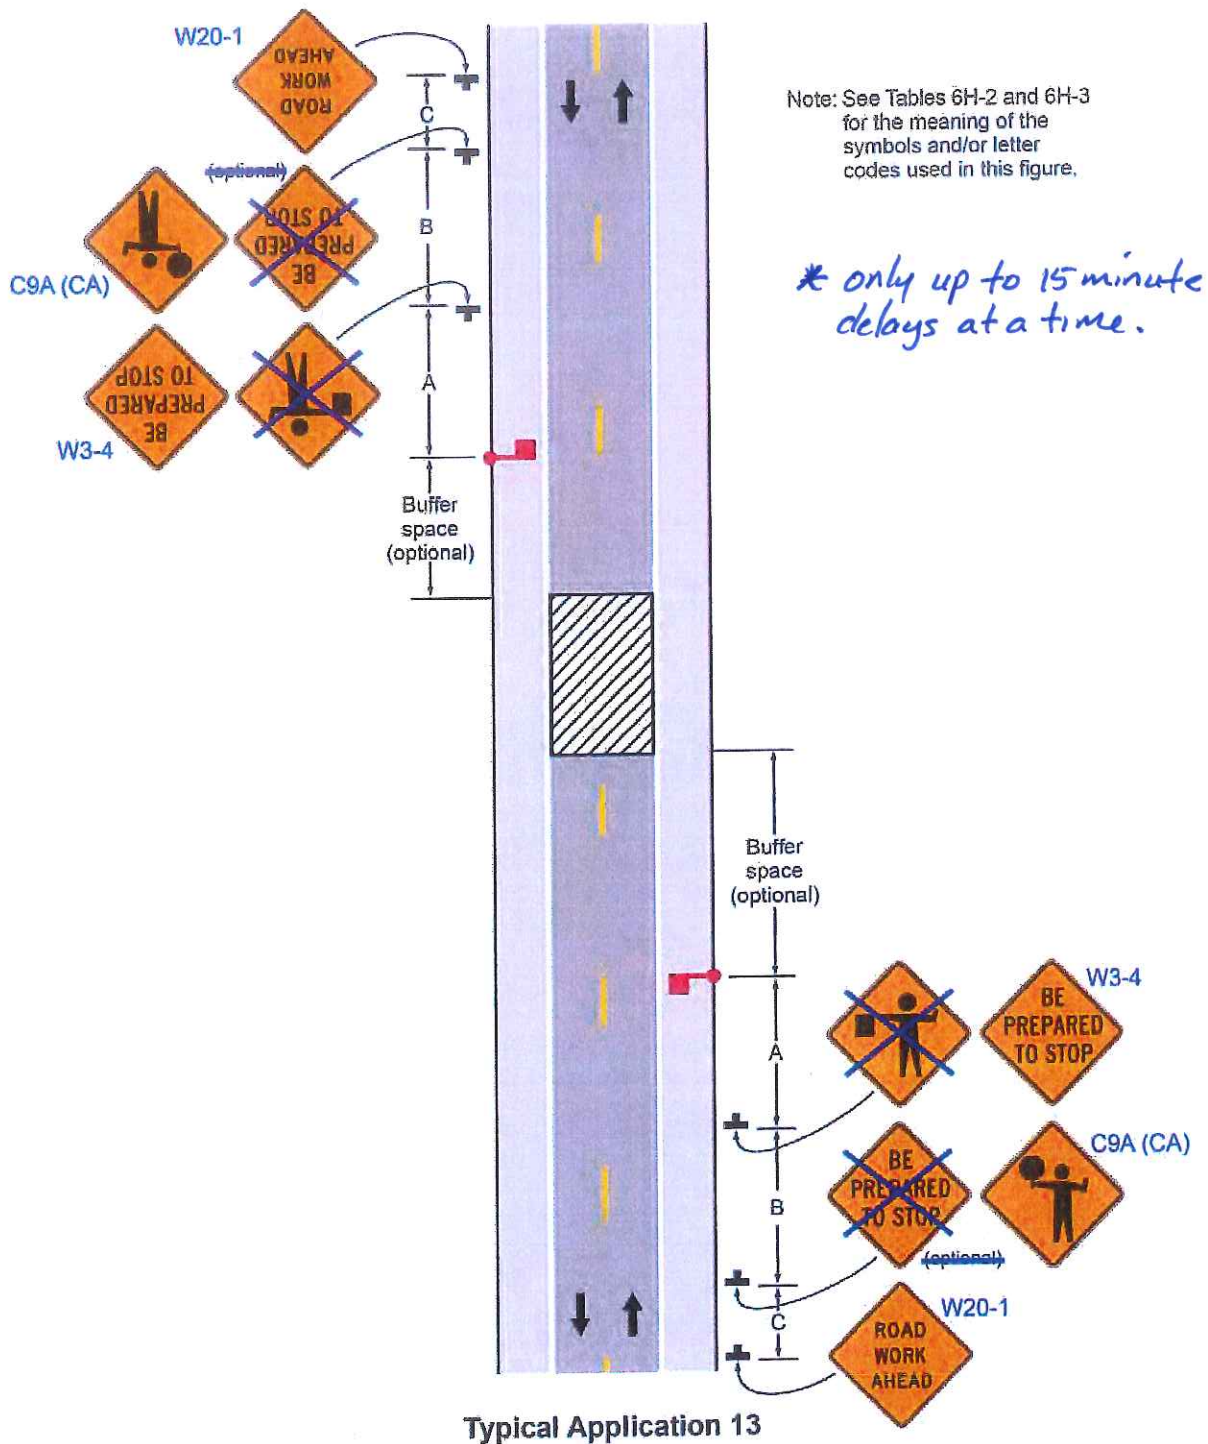 W20-1
ROAD
WORK
AHEAD
C
Note: See Tables 6H-2 and 6H-3
for the meaning of the
symbols and/or letter
codes used in this figure.
(optional)
BE
PREPARED
TO STOP
B
C9A (CA)
* only up to 15 minute
delays at a time.
BE
PREPARED
TO STOP
W3-4
A
Buffer
space
(optional)
Buffer
space
(optional)
W3-4
BE
PREPARED
TO STOP
A
C9A (CA)
BE
PREPARED
TO STOP
B
(optional)
W20-1
C
ROAD
WORK
AHEAD
Typical Application 13